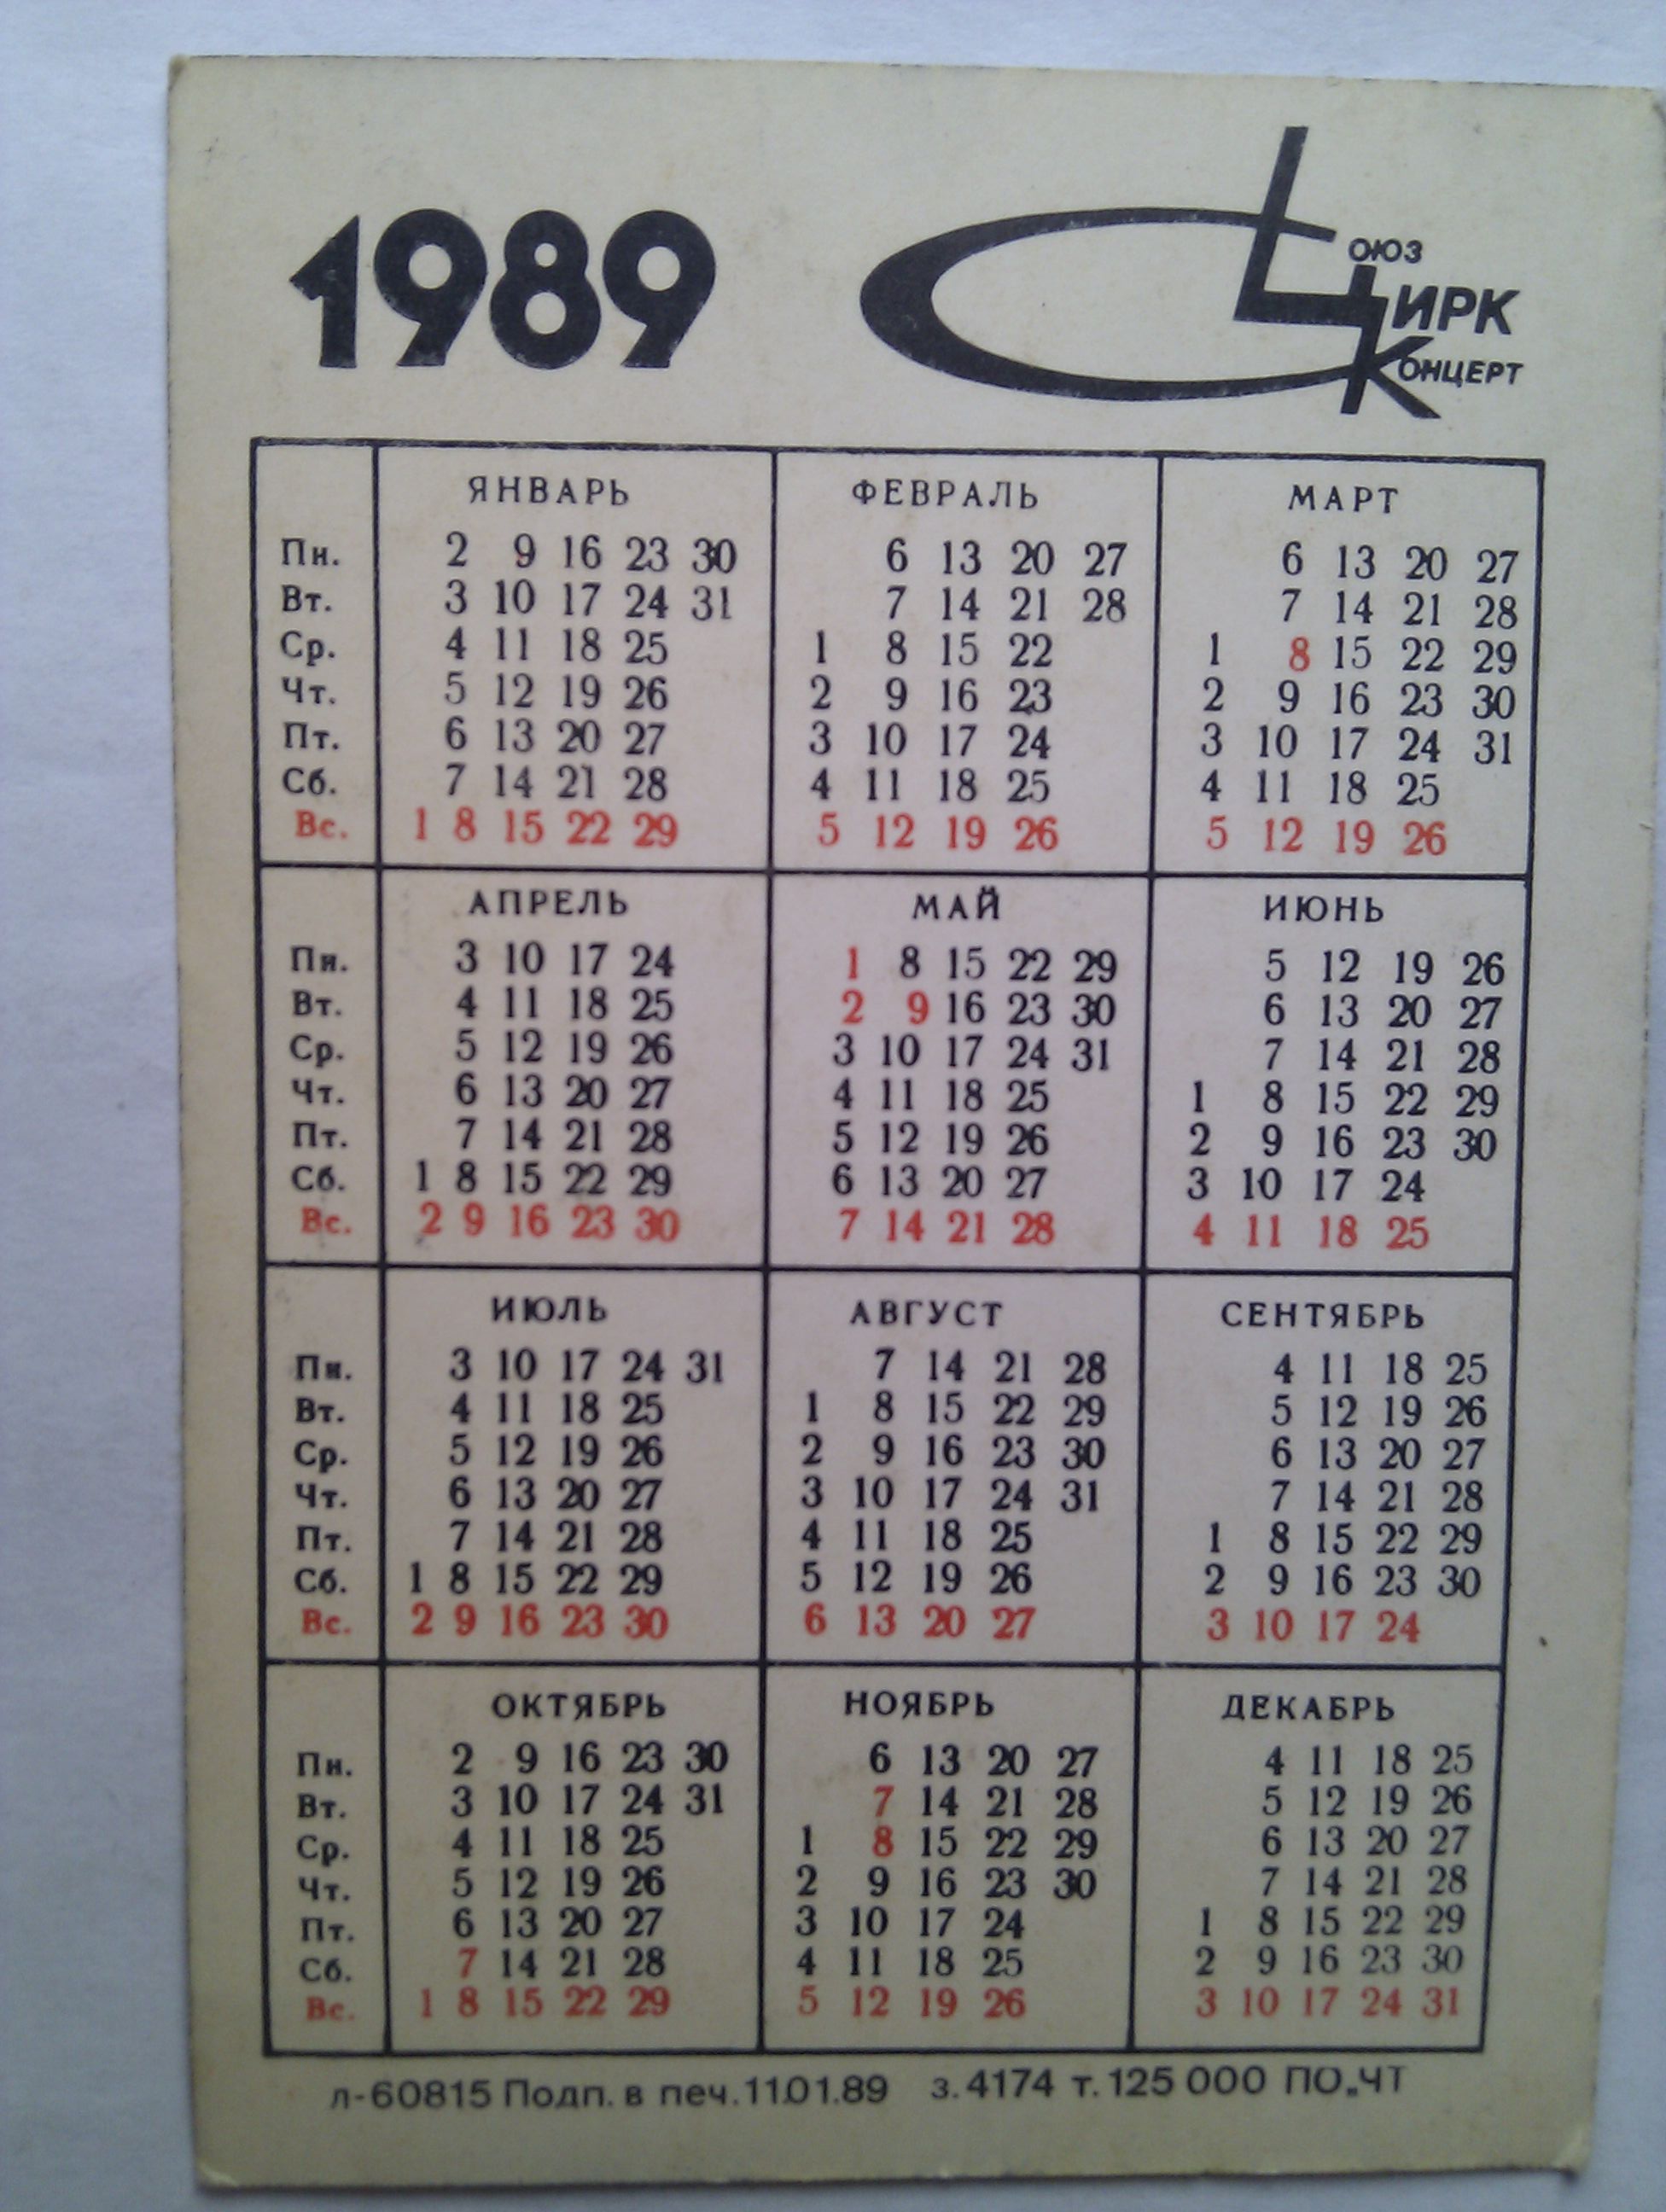 1989
СОЮЗ
ЦИРК
КОНЦЕРТ
ЯНВАРЬ ФЕВРАЛЬ МАРТ
Пн. 2 9 16 23 30 6 13 20 27 6 13 20 27
Вт. 3 10 17 24 31 7 14 21 28 7 14 21 28
Ср. 4 11 18 25 1 8 15 22 1 8 15 22 29
Чт. 5 12 19 26 2 9 16 23 2 9 16 23 30
Пт. 6 13 20 27 3 10 17 24 3 10 17 24 31
Сб. 7 14 21 28 4 11 18 25 4 11 18 25
Вс. 1 8 15 22 29 5 12 19 26 5 12 19 26
АПРЕЛЬ МАЙ ИЮНЬ
Пн. 3 10 17 24 1 8 15 22 29 5 12 19 26
Вт. 4 11 18 25 2 9 16 23 30 6 13 20 27
Ср. 5 12 19 26 3 10 17 24 31 7 14 21 28
Чт. 6 13 20 27 4 11 18 25 1 8 15 22 29
Пт. 7 14 21 28 5 12 19 26 2 9 16 23 30
Сб. 1 8 15 22 29 6 13 20 27 3 10 17 24
Вс. 2 9 16 23 30 7 14 21 28 4 11 18 25
ИЮЛЬ АВГУСТ СЕНТЯБРЬ
Пн. 3 10 17 24 31 7 14 21 28 4 11 18 25
Вт. 4 11 18 25 1 8 15 22 29 5 12 19 26
Ср. 5 12 19 26 2 9 16 23 30 6 13 20 27
Чт. 6 13 20 27 3 10 17 24 31 7 14 21 28
Пт. 7 14 21 28 4 11 18 25 1 8 15 22 29
Сб. 1 8 15 22 29 5 12 19 26 2 9 16 23 30
Вс. 2 9 16 23 30 6 13 20 27 3 10 17 24
ОКТЯБРЬ НОЯБРЬ ДЕКАБРЬ
Пн. 2 9 16 23 30 6 13 20 27 4 11 18 25
Вт. 3 10 17 24 31 7 14 21 28 5 12 19 26
Ср. 4 11 18 25 1 8 15 22 29 6 13 20 27
Чт. 5 12 19 26 2 9 16 23 30 7 14 21 28
Пт. 6 13 20 27 3 10 17 24 1 8 15 22 29
Сб. 7 14 21 28 4 11 18 25 2 9 16 23 30
Вс. 1 8 15 22 29 5 12 19 26 3 10 17 24 31
л-60815 Подп. в печ.11.01.89 з.4174 т.125 000 ПО„ЧТ